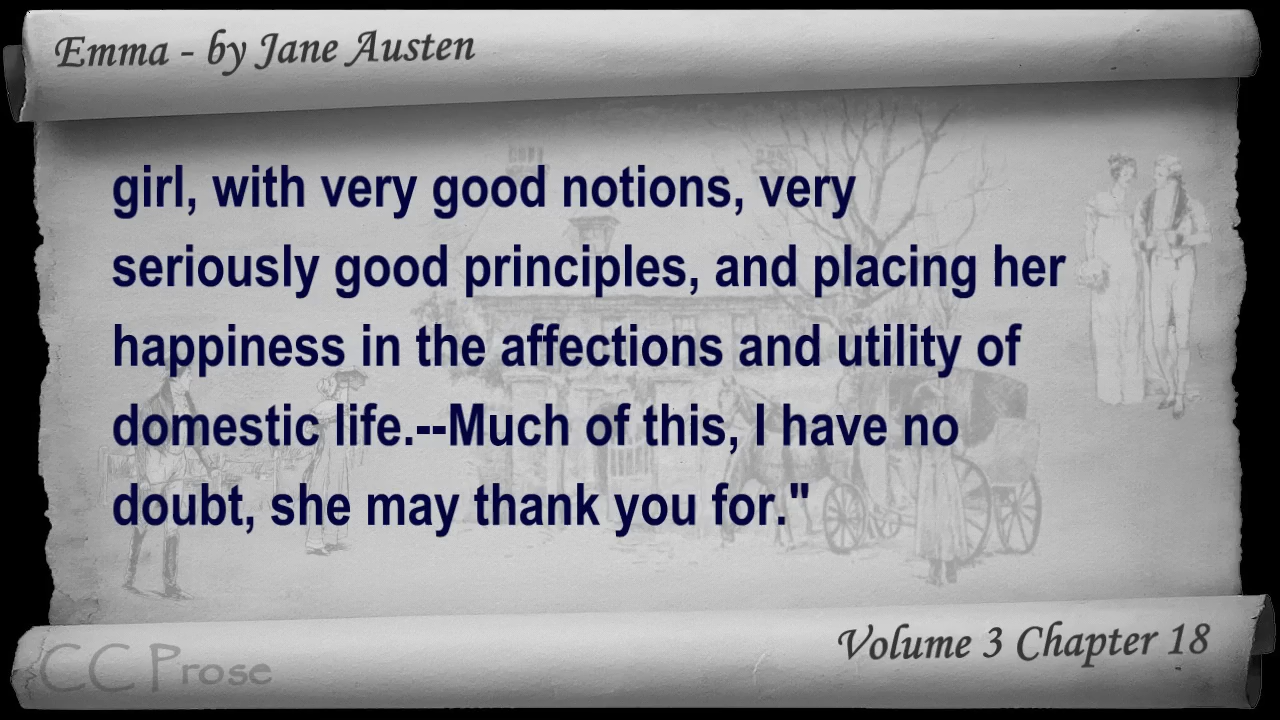 Emma - by Jane Austen
girl, with very good notions, very
seriously good principles, and placing her
happiness in the affections and utility of
domestic life.--Much of this, I have no
doubt, she may thank you for."
Volume 3 Chapter 18
CC Prose